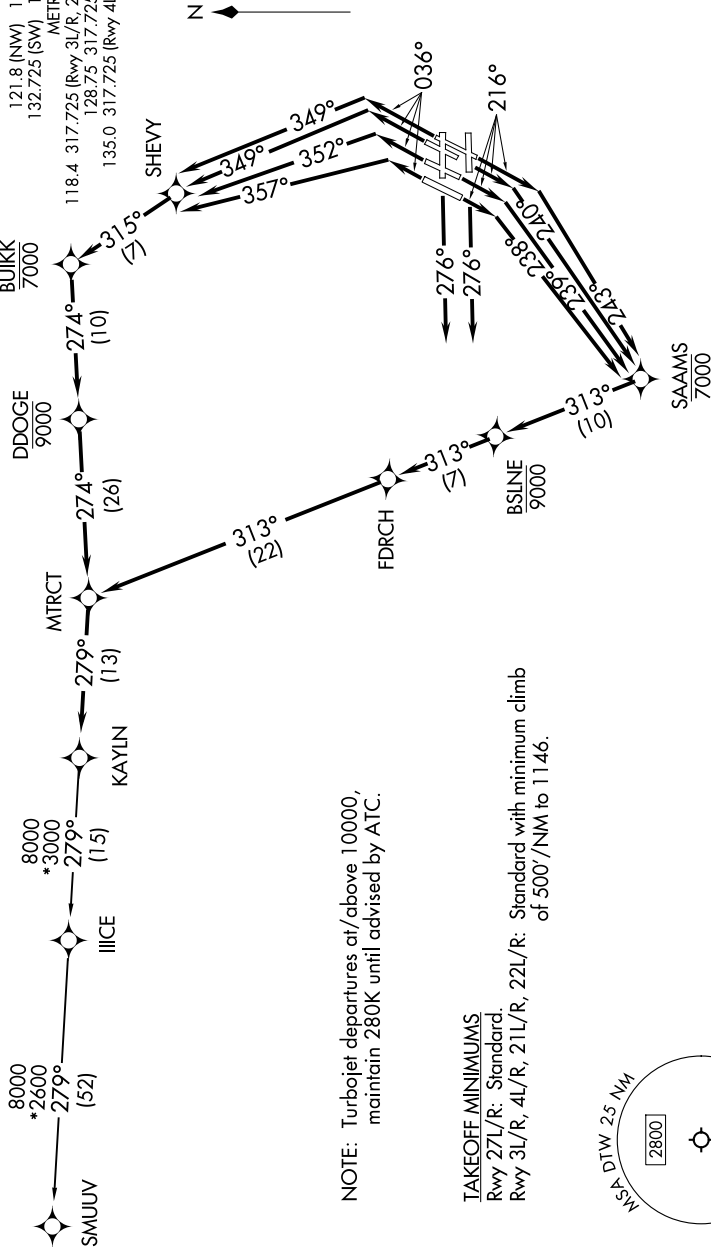 121.8 (NW)
132.725 (SW)
118.4 317.725 (Rwy 3L/R,
128.75 317.725
135.0 317.725 (Rwy
N
SHEVY
349°
349°
352°
357°
036°
216°
276°
276°
240°
238°
239°
243°
315°
(7)
BUIKK
7000
274°
(10)
DDOGE
9000
274°
(26)
MTRCT
279°
(13)
KAYLN
8000
*3000
279°
(15)
IIICE
8000
*2600
279°
(52)
SMUUV
SAAMS
7000
313°
(10)
BSLNE
9000
313°
(7)
FDRCH
313°
(22)
NOTE: Turbojet departures at/above 10000,
maintain 280K until advised by ATC.
TAKEOFF MINIMUMS
Rwy 27L/R: Standard.
Rwy 3L/R, 4L/R, 21L/R, 22L/R: Standard with minimum climb
of 500'/NM to 1146.
MSA DTW 25 NM
2800